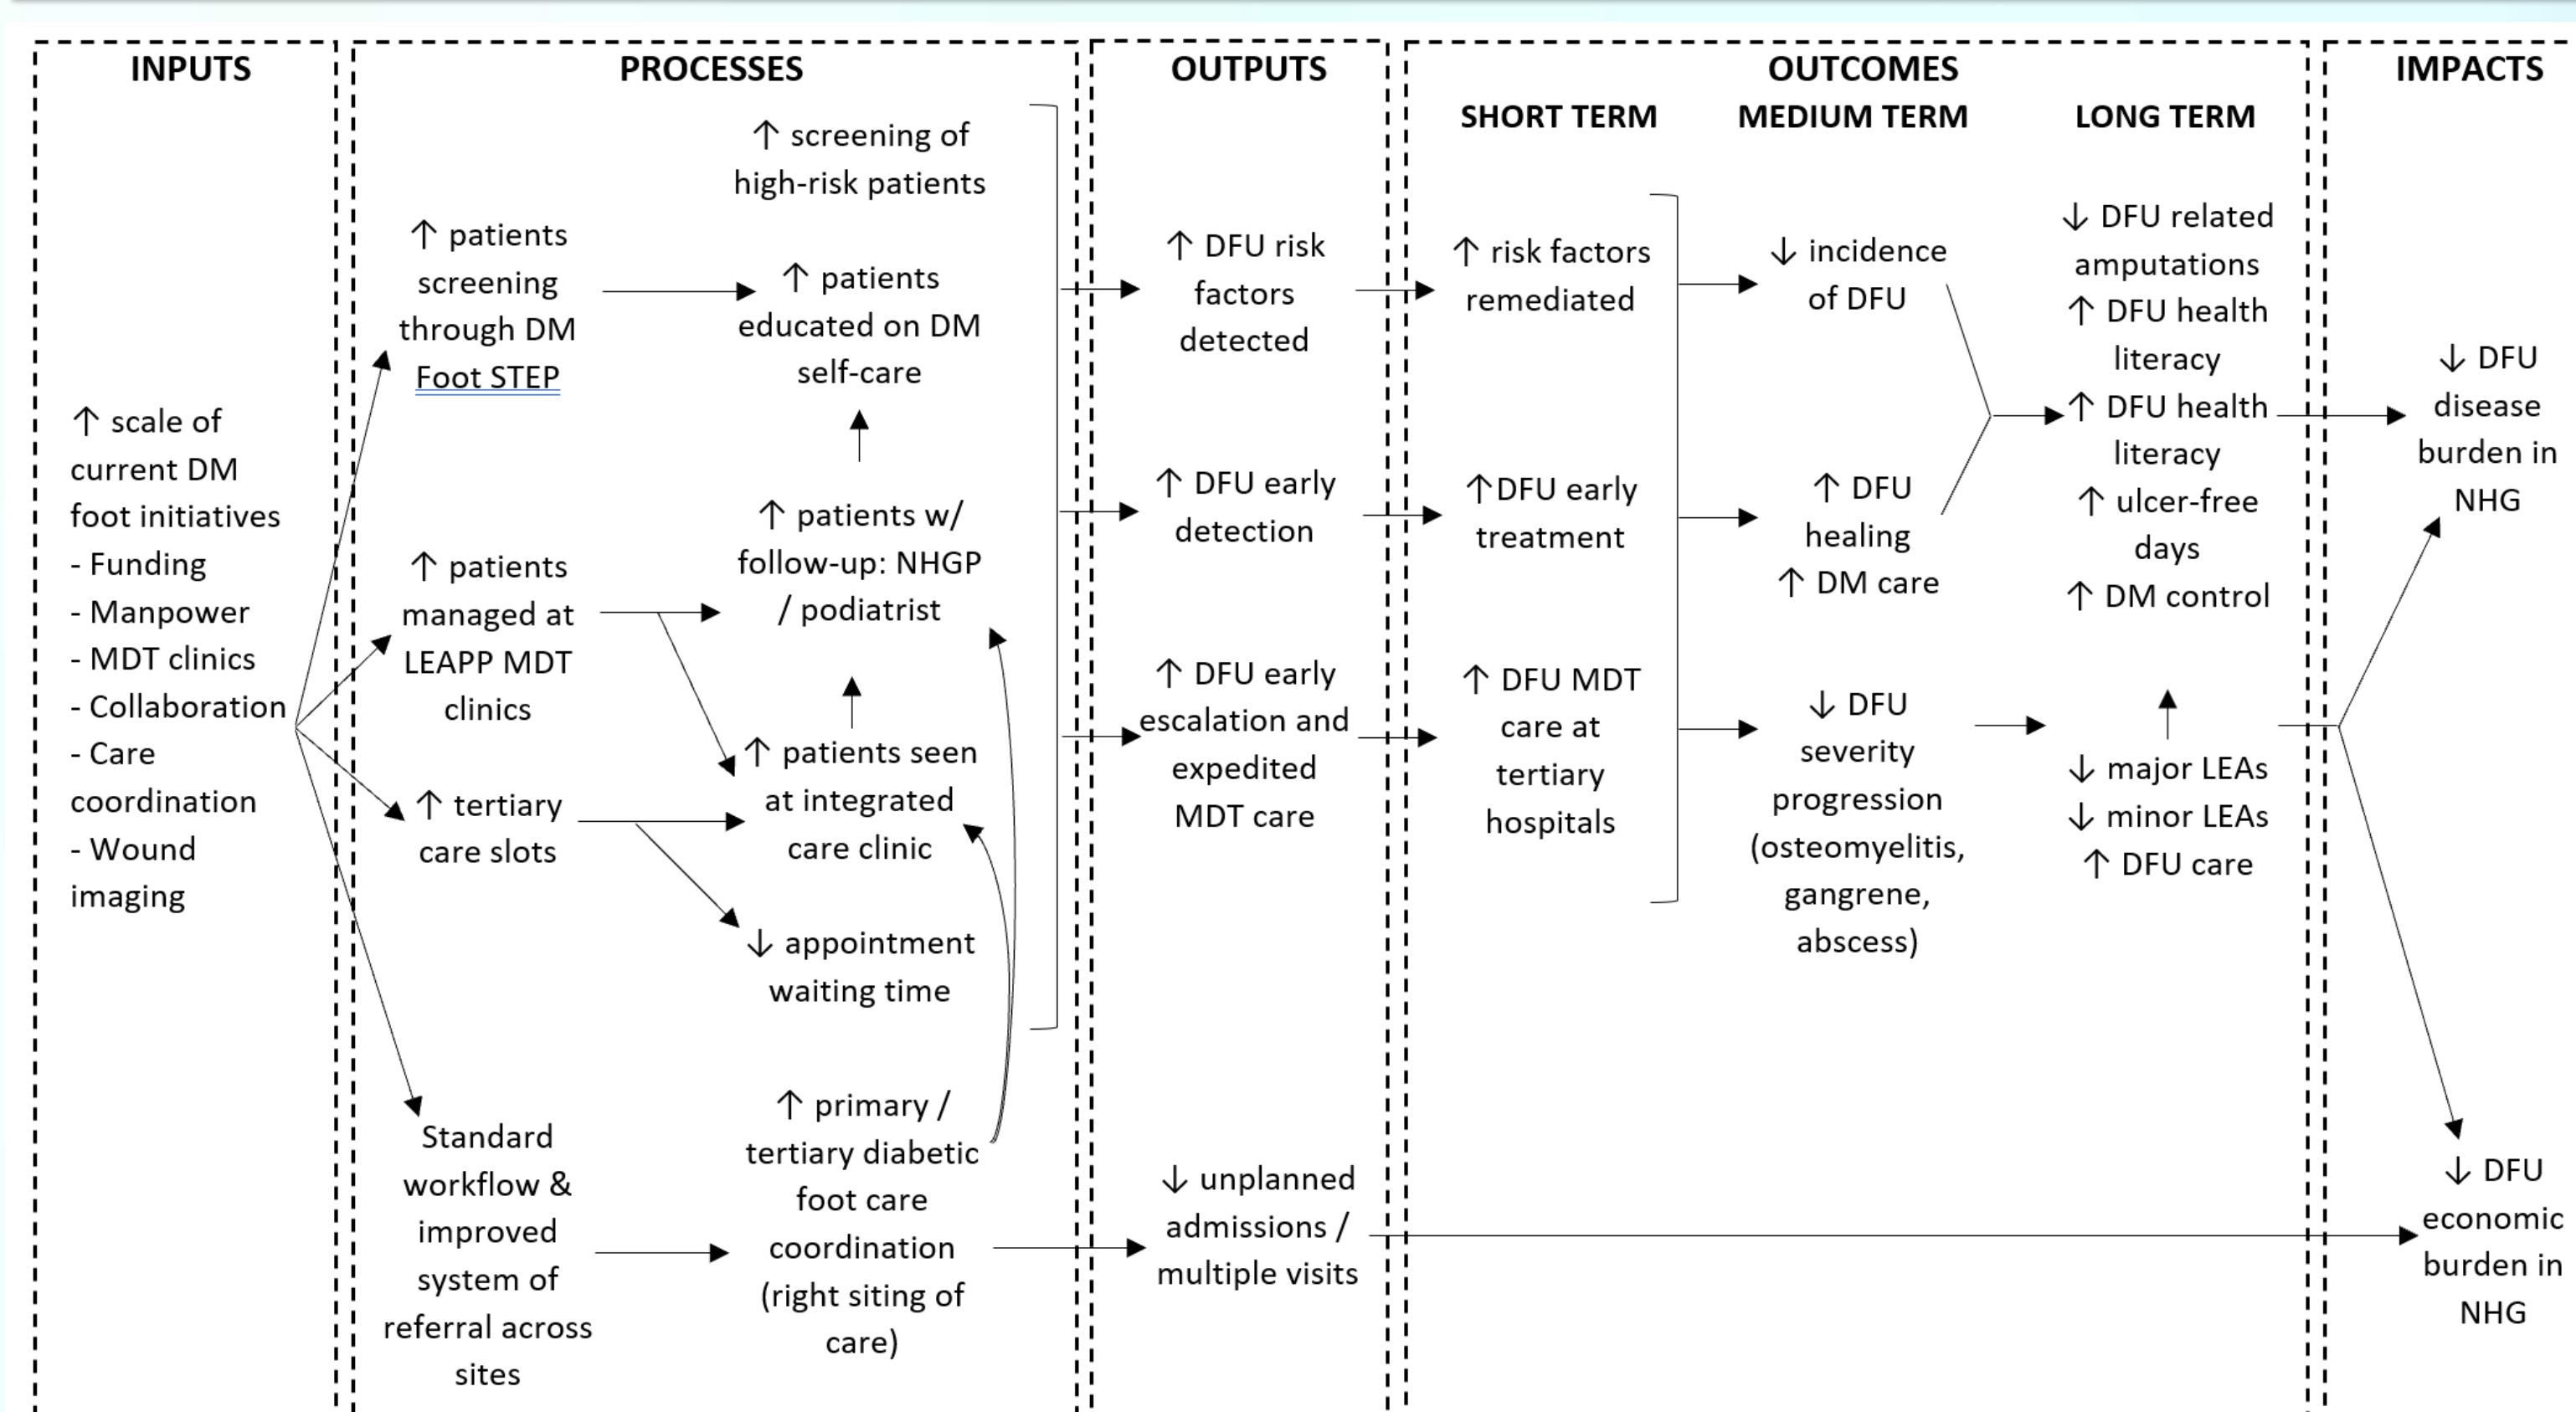 INPUTS
↑ scale of
current DM
foot initiatives
- Funding
- Manpower
- MDT clinics
- Collaboration
- Care
coordination
- Wound
imaging
PROCESSES
↑ patients
screening
through DM
Foot STEP
↑ patients
managed at
LEAPP MDT
clinics
↑ tertiary
care slots
Standard
workflow &
improved
system of
referral across
sites
↑ screening of
high-risk patients
↑ patients
educated on DM
self-care
↑ patients w/
follow-up: NHGP
/ podiatrist
↑ patients seen
at integrated
care clinic
↓ appointment
waiting time
↑ primary /
tertiary diabetic
foot care
coordination
(right siting of
care)
OUTPUTS
↑ DFU risk
factors
detected
↑ DFU early
detection
↑ DFU early
escalation and
expedited
MDT care
↓ unplanned
admissions /
multiple visits
OUTCOMES
SHORT TERM
↑ risk factors
remediated
↑DFU early
treatment
↑ DFU MDT
care at
tertiary
hospitals
MEDIUM TERM
↓ incidence
of DFU
↑ DFU
healing
↑ DM care
↓ DFU
severity
progression
(osteomyelitis,
gangrene,
abscess)
LONG TERM
↓ DFU related
amputations
↑ DFU health
literacy
↑ DFU health
literacy
↑ ulcer-free
days
↑ DM control
↓ major LEAs
↓ minor LEAs
↑ DFU care
IMPACTS
↓ DFU
disease
burden in
NHG
↓ DFU
economic
burden in
NHG